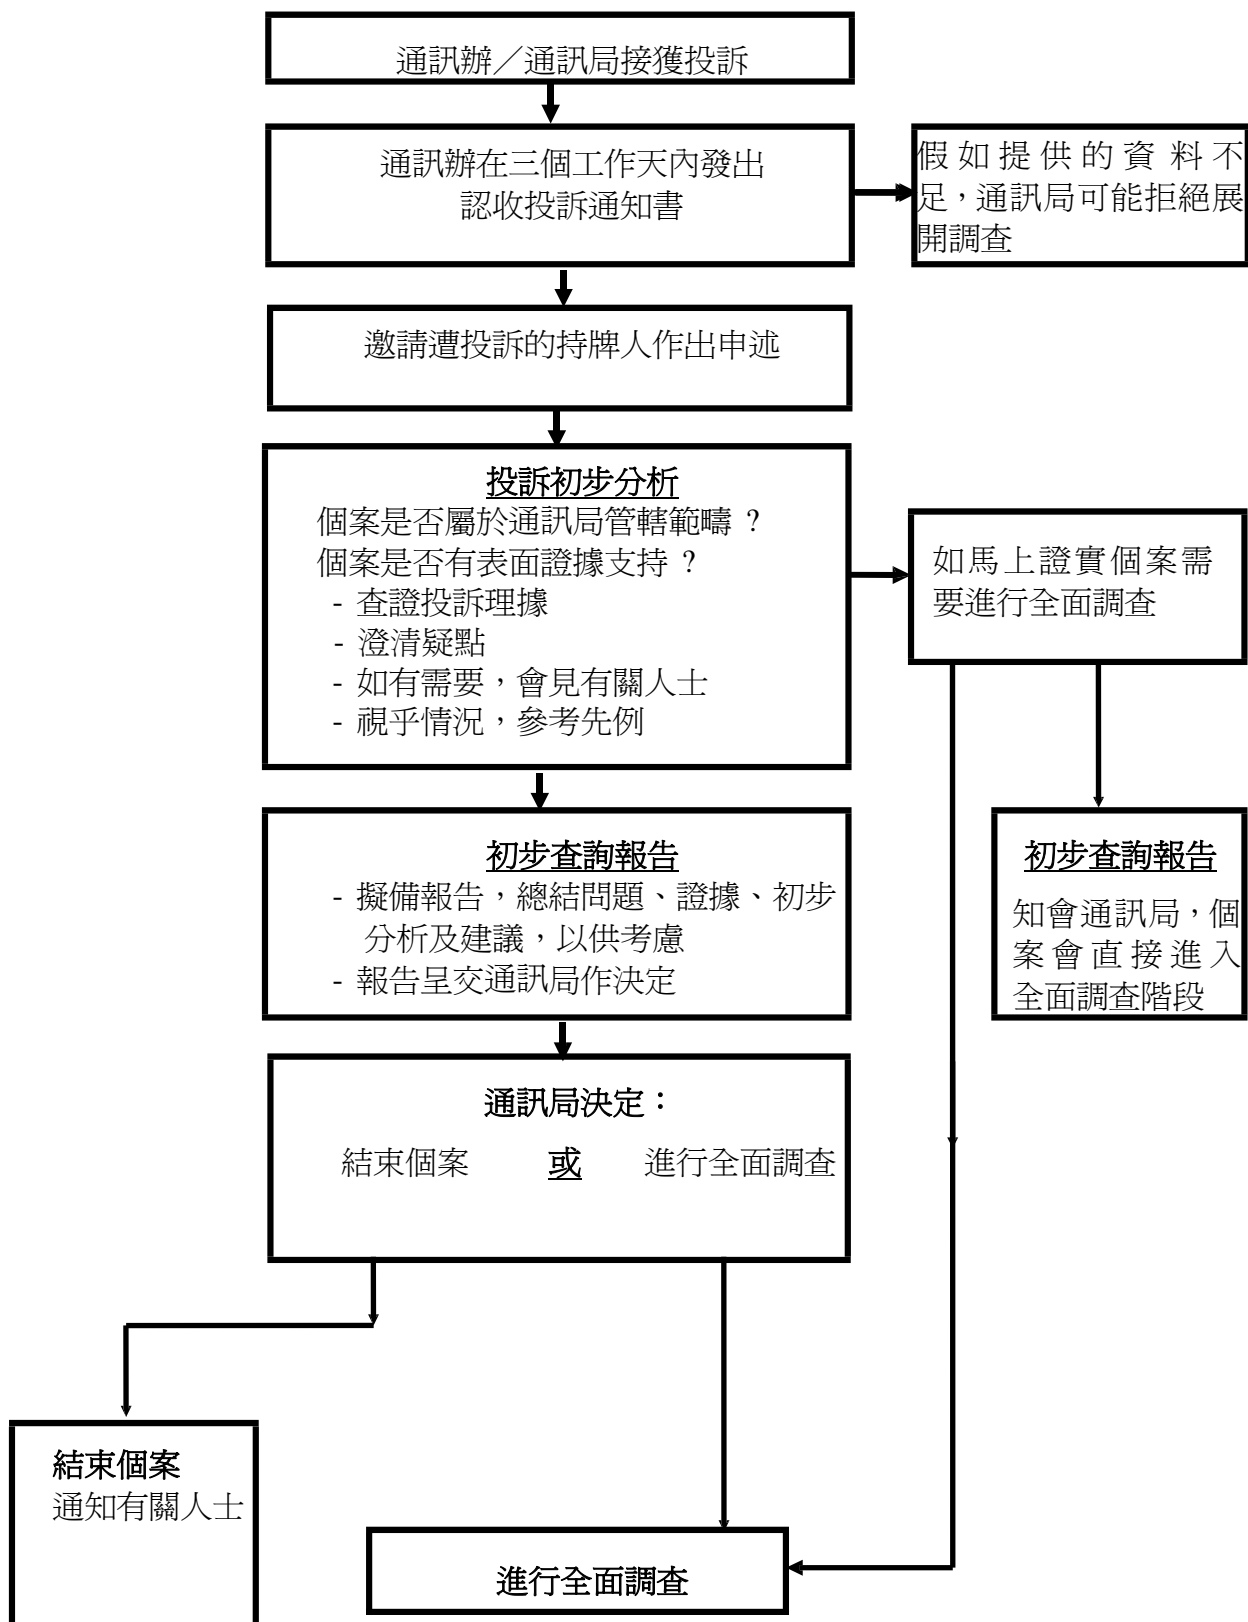 通訊辦／通訊局接獲投訴
通訊辦在三個工作天內發出
認收投訴通知書
假如提供的資料不
足，通訊局可能拒絕展
開調查
邀請遭投訴的持牌人作出申述
投訴初步分析
個案是否屬於通訊局管轄範疇？
個案是否有表面證據支持？
- 查證投訴理據
- 澄清疑點
- 如有需要，會見有關人士
- 視乎情況，參考先例
如馬上證實個案需
要進行全面調查
初步查詢報告
- 擬備報告，總結問題、證據、初步
分析及建議，以供考慮
- 報告呈交通訊局作決定
初步查詢報告
知會通訊局，個
案會直接進入
全面調查階段
通訊局決定：
結束個案 或 進行全面調查
結束個案
通知有關人士
進行全面調查